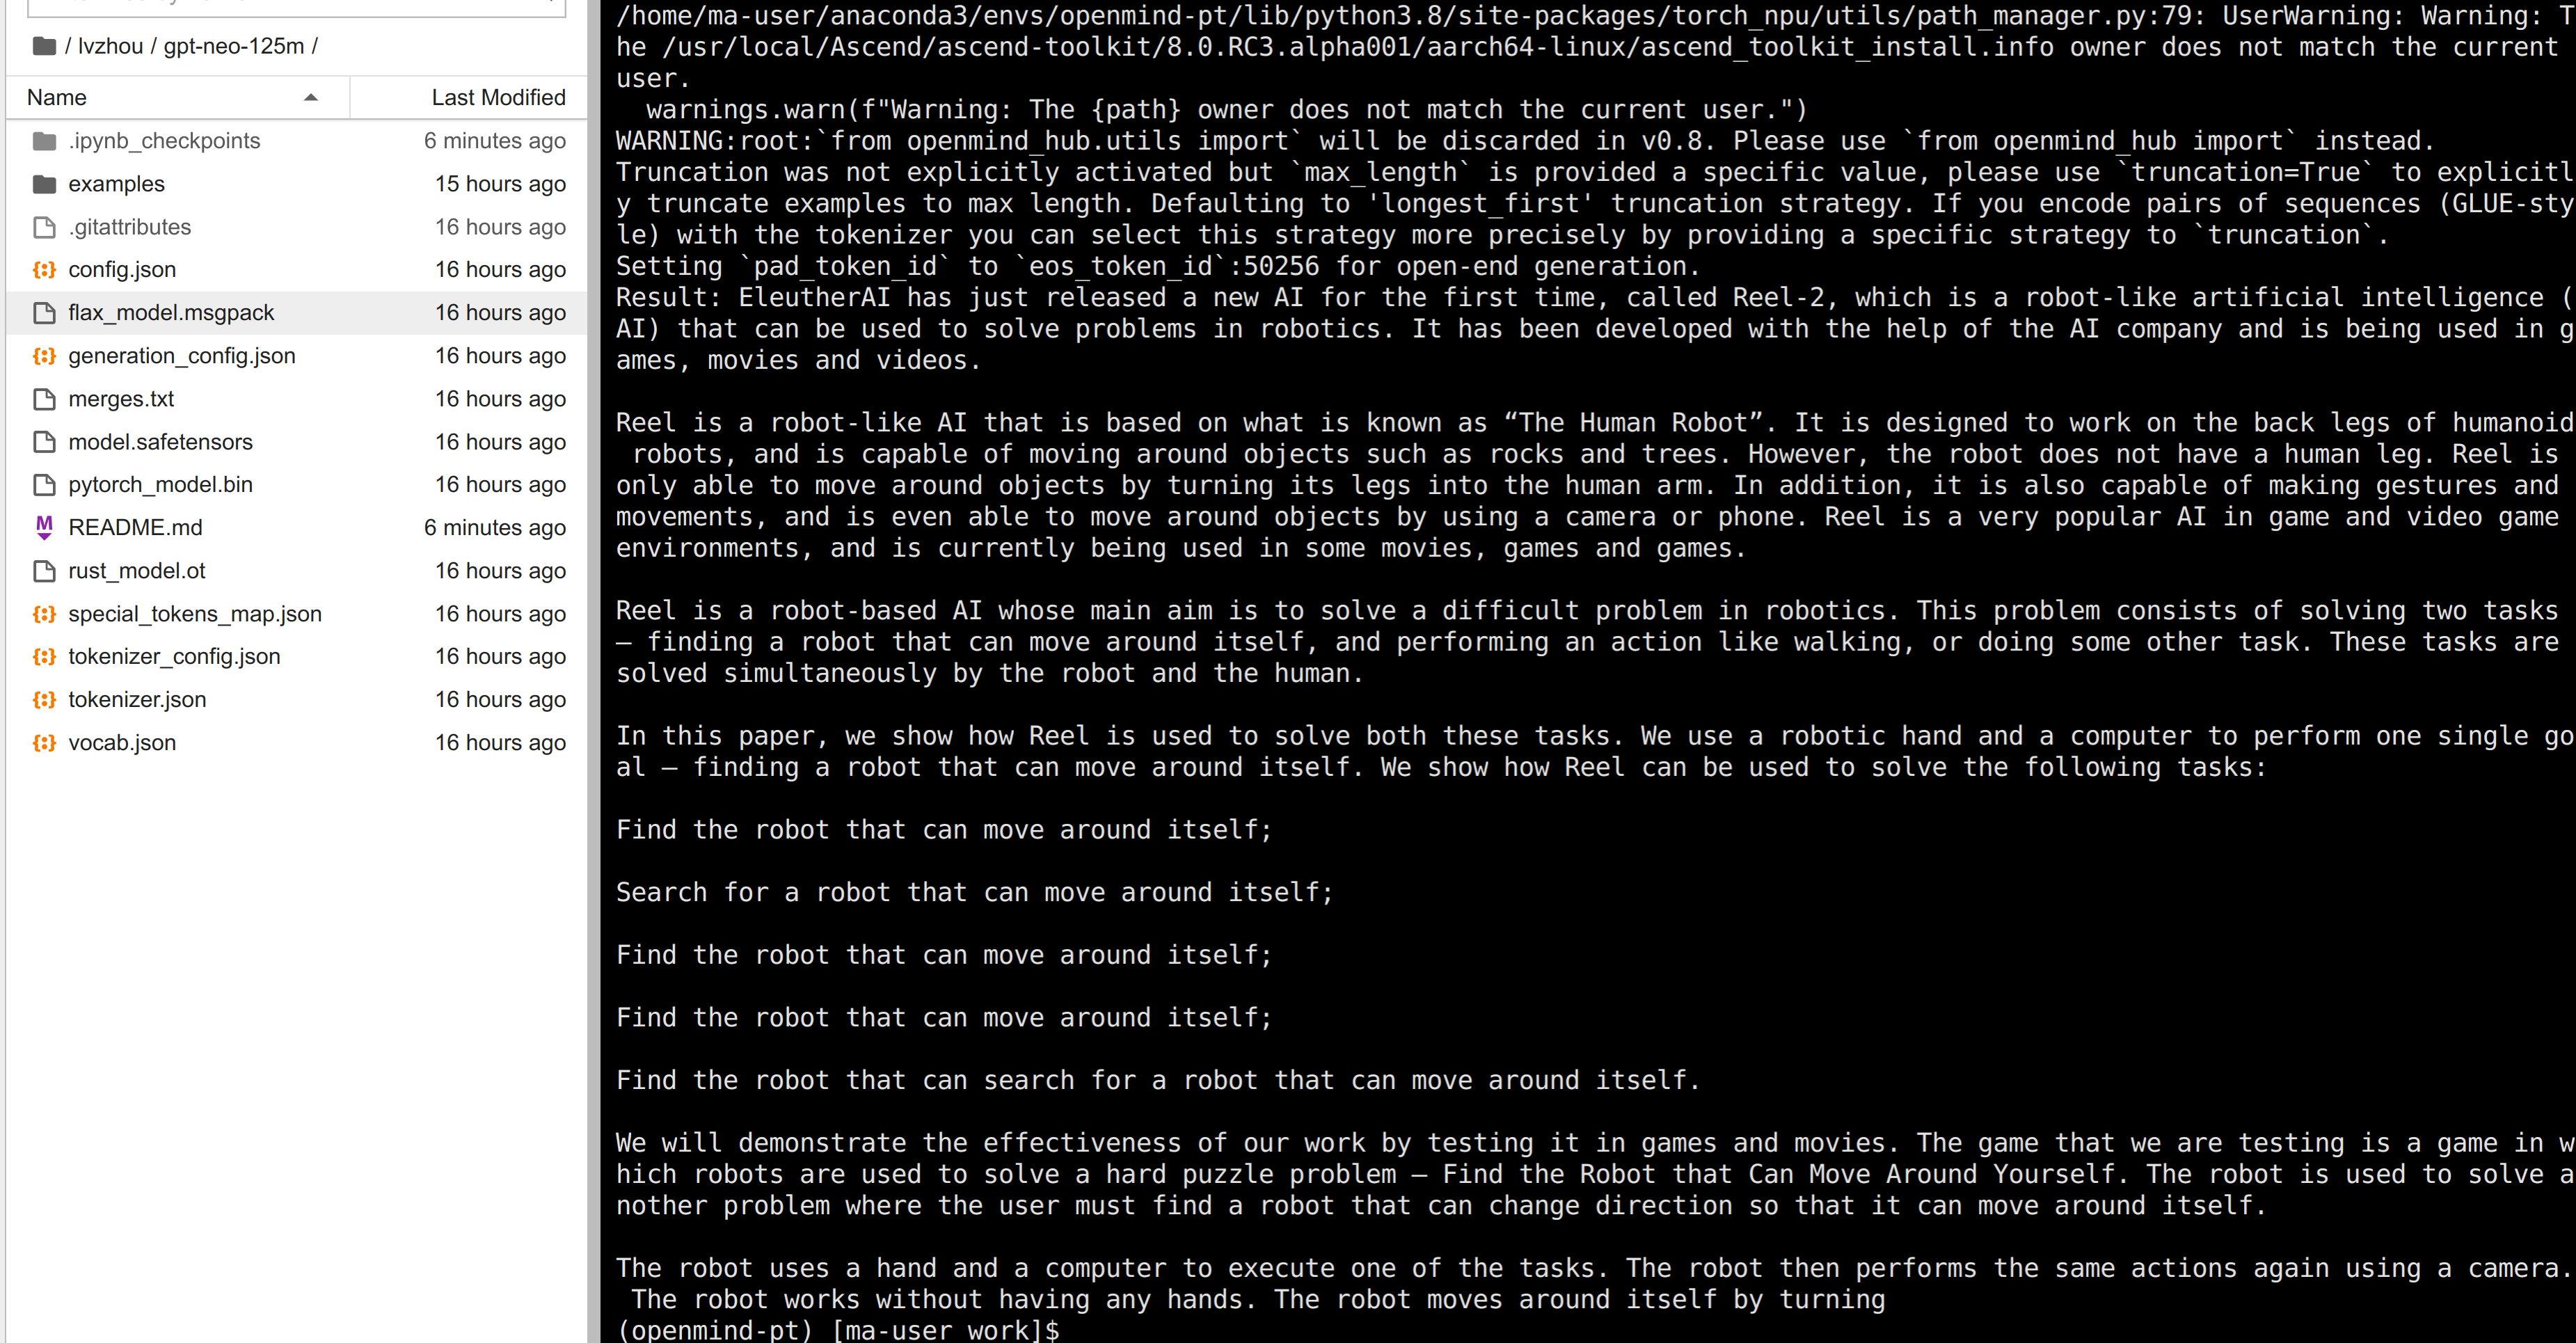 / lvzhou / gpt-neo-125m /
Name Last Modified
.ipynb_checkpoints 6 minutes ago
examples 15 hours ago
.gitattributes 16 hours ago
config.json 16 hours ago
flax_model.msgpack 16 hours ago
generation_config.json 16 hours ago
merges.txt 16 hours ago
model.safetensors 16 hours ago
pytorch_model.bin 16 hours ago
README.md 6 minutes ago
rust_model.ot 16 hours ago
special_tokens_map.json 16 hours ago
tokenizer_config.json 16 hours ago
tokenizer.json 16 hours ago
vocab.json 16 hours ago
/home/ma-user/anaconda3/envs/openmind-pt/lib/python3.8/site-packages/torch_npu/utils/path_manager.py:79: UserWarning: Warning: T
he /usr/local/Ascend/ascend-toolkit/8.0.RC3.alpha001/aarch64-linux/ascend_toolkit_install.info owner does not match the current
user.
  warnings.warn(f"Warning: The {path} owner does not match the current user.")
WARNING:root:`from openmind_hub.utils import` will be discarded in v0.8. Please use `from openmind_hub import` instead.
Truncation was not explicitly activated but `max_length` is provided a specific value, please use `truncation=True` to explicitl
y truncate examples to max length. Defaulting to 'longest_first' truncation strategy. If you encode pairs of sequences (GLUE-sty
le) with the tokenizer you can select this strategy more precisely by providing a specific strategy to `truncation`.
Setting `pad_token_id` to `eos_token_id`:50256 for open-end generation.
Result: EleutherAI has just released a new AI for the first time, called Reel-2, which is a robot-like artificial intelligence (
AI) that can be used to solve problems in robotics. It has been developed with the help of the AI company and is being used in g
ames, movies and videos.
Reel is a robot-like AI that is based on what is known as “The Human Robot”. It is designed to work on the back legs of humanoid
 robots, and is capable of moving around objects such as rocks and trees. However, the robot does not have a human leg. Reel is
only able to move around objects by turning its legs into the human arm. In addition, it is also capable of making gestures and
movements, and is even able to move around objects by using a camera or phone. Reel is a very popular AI in game and video game
environments, and is currently being used in some movies, games and games.
Reel is a robot-based AI whose main aim is to solve a difficult problem in robotics. This problem consists of solving two tasks
– finding a robot that can move around itself, and performing an action like walking, or doing some other task. These tasks are
solved simultaneously by the robot and the human.
In this paper, we show how Reel is used to solve both these tasks. We use a robotic hand and a computer to perform one single go
al – finding a robot that can move around itself. We show how Reel can be used to solve the following tasks:
Find the robot that can move around itself;
Search for a robot that can move around itself;
Find the robot that can move around itself;
Find the robot that can move around itself;
Find the robot that can search for a robot that can move around itself.
We will demonstrate the effectiveness of our work by testing it in games and movies. The game that we are testing is a game in w
hich robots are used to solve a hard puzzle problem – Find the Robot that Can Move Around Yourself. The robot is used to solve a
nother problem where the user must find a robot that can change direction so that it can move around itself.
The robot uses a hand and a computer to execute one of the tasks. The robot then performs the same actions again using a camera.
 The robot works without having any hands. The robot moves around itself by turning
(openmind-pt) [ma-user work]$